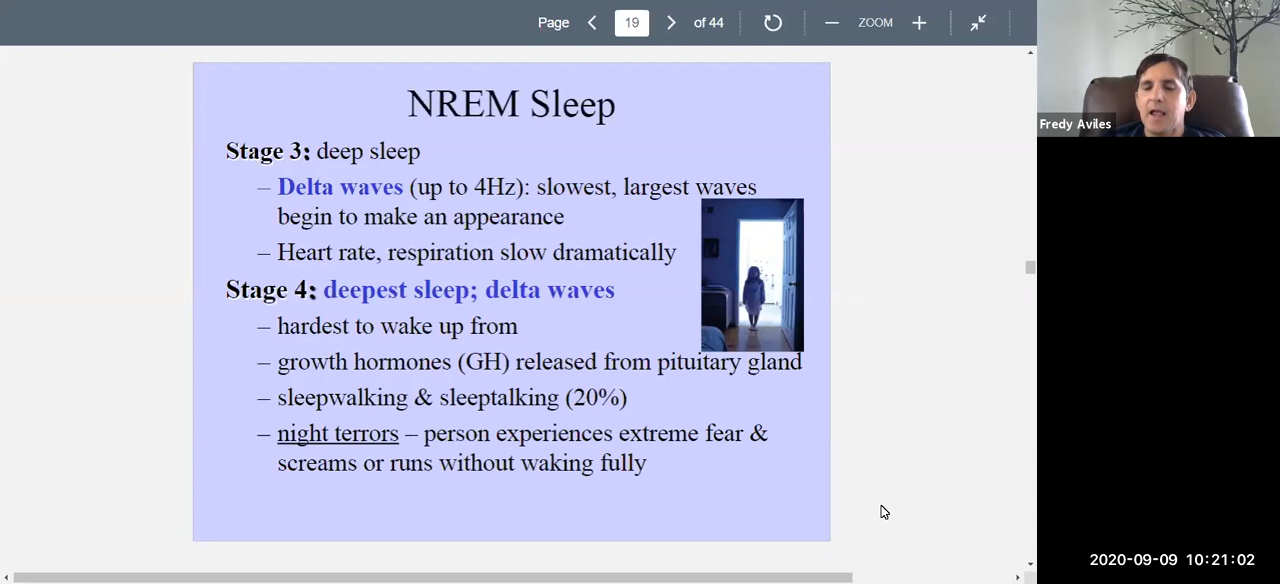 Page 19 of 44 ZOOM
Fredy Aviles
NREM Sleep
Stage 3: deep sleep
– Delta waves (up to 4Hz): slowest, largest waves
begin to make an appearance
– Heart rate, respiration slow dramatically
Stage 4: deepest sleep; delta waves
– hardest to wake up from
– growth hormones (GH) released from pituitary gland
– sleepwalking & sleeptalking (20%)
– night terrors – person experiences extreme fear &
screams or runs without waking fully
2020-09-09 10:21:02